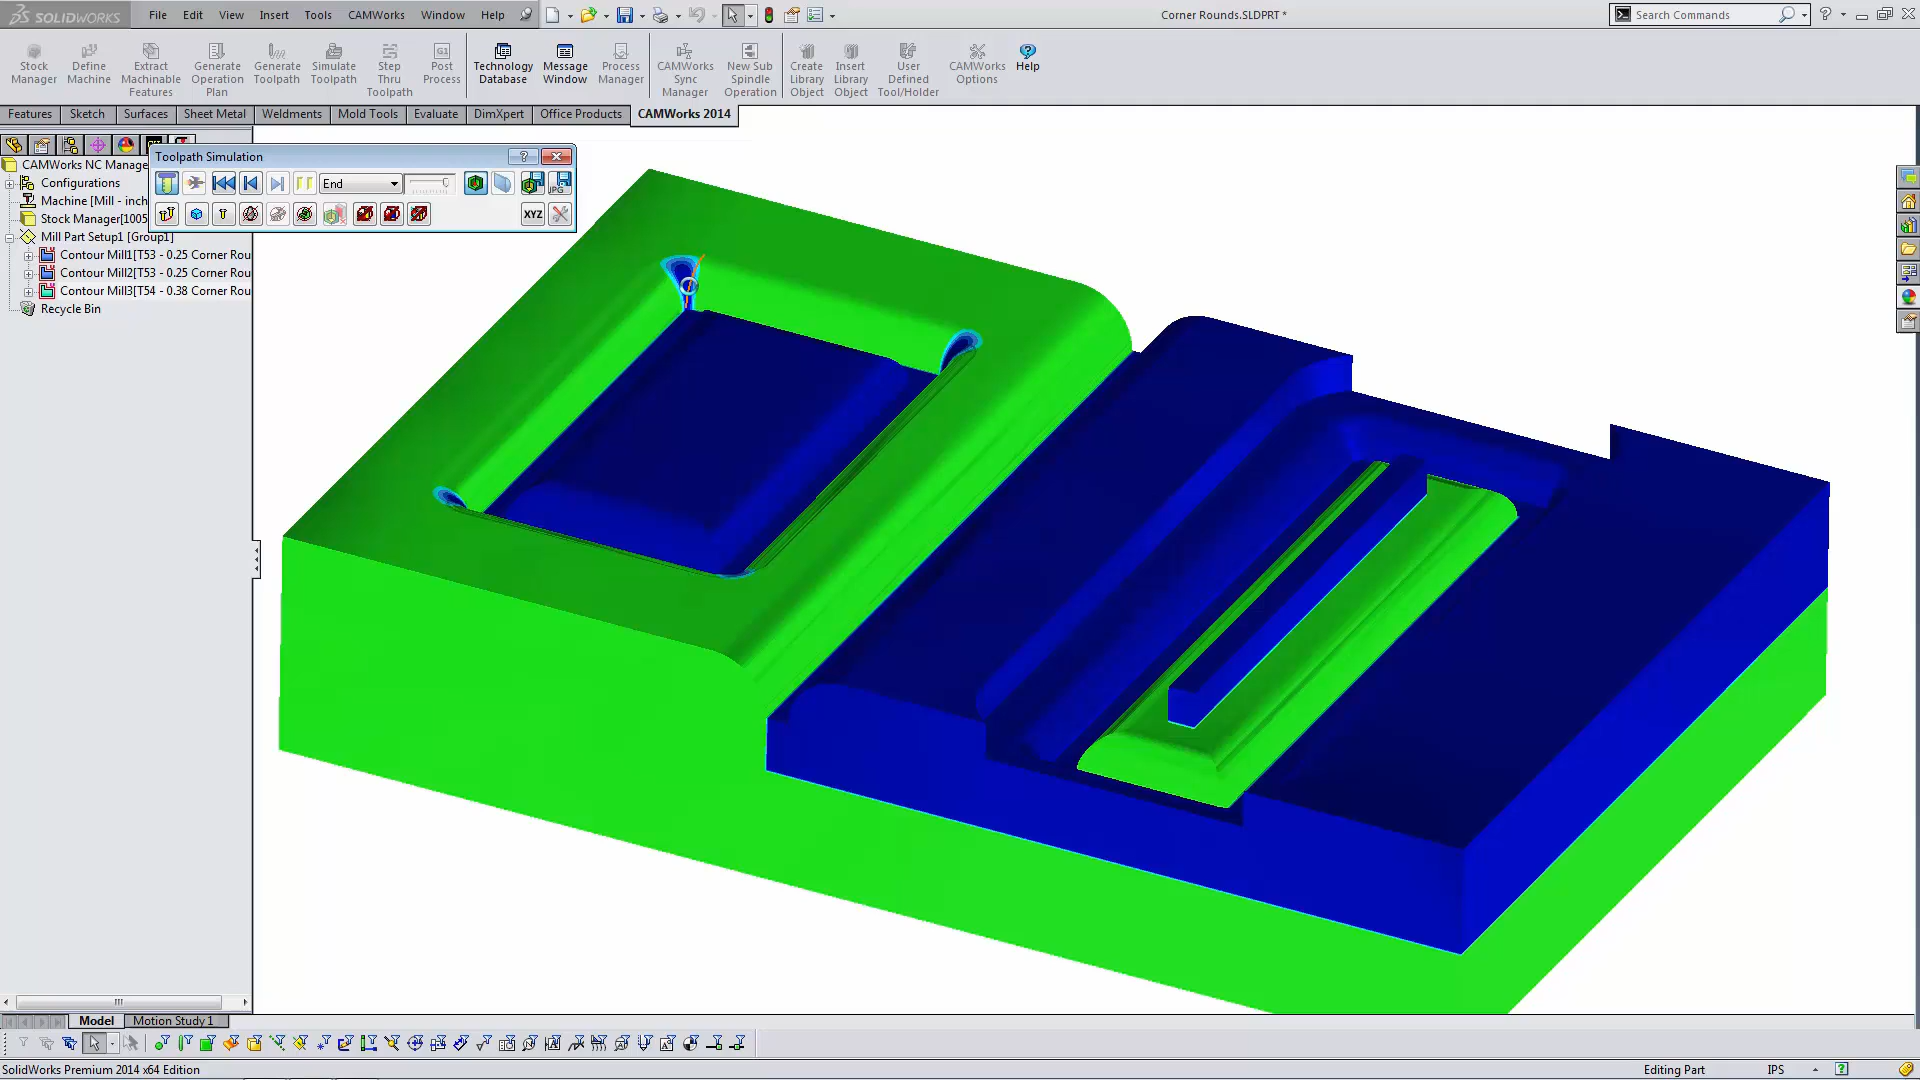 SOLIDWORKS File Edit View Insert Tools CAMWorks Window Help Corner Rounds.SLDPRT * Search Commands
Stock Manager
Define Machine
Extract Machinable Features
Generate Operation Plan
Generate Toolpath
Simulate Toolpath
Step Thru Toolpath
G1 Post Process
Technology Database
Message Window
Process Manager
CAMWorks Sync Manager
New Sub Spindle Operation
Create Library Object
Insert Library Object
User Defined Tool/Holder
CAMWorks Options
Help
Features Sketch Surfaces Sheet Metal Weldments Mold Tools Evaluate DimXpert Office Products CAMWorks 2014
Toolpath Simulation
End
JPG
XYZ
CAMWorks NC Manage
Configurations
Machine [Mill - inch
Stock Manager[1005
Mill Part Setup1 [Group1]
Contour Mill1[T53 - 0.25 Corner Rou
Contour Mill2[T53 - 0.25 Corner Rou
Contour Mill3[T54 - 0.38 Corner Rou
Recycle Bin
Model Motion Study 1
SolidWorks Premium 2014 x64 Edition Editing Part IPS